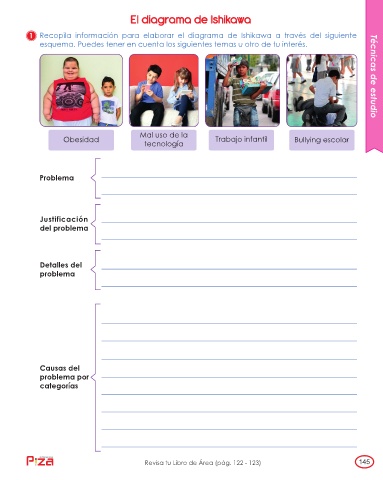 El diagrama de Ishikawa
1 Recopila información para elaborar el diagrama de Ishikawa a través del siguiente
esquema. Puedes tener en cuenta los siguientes temas u otro de tu interés.
Técnicas de estudio
Obesidad
Mal uso de la
tecnología
Trabajo infantil
Bullying escolar
Problema
Justificación
del problema
Detalles del
problema
Causas del
problema por
categorías
Piza
Revisa tu Libro de Área (pág. 122 - 123)
145